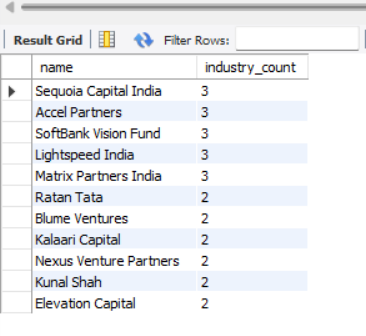 Result Grid Filter Rows:
name industry_count
Sequoia Capital India 3
Accel Partners 3
SoftBank Vision Fund 3
Lightspeed India 3
Matrix Partners India 3
Ratan Tata 2
Blume Ventures 2
Kalaari Capital 2
Nexus Venture Partners 2
Kunal Shah 2
Elevation Capital 2